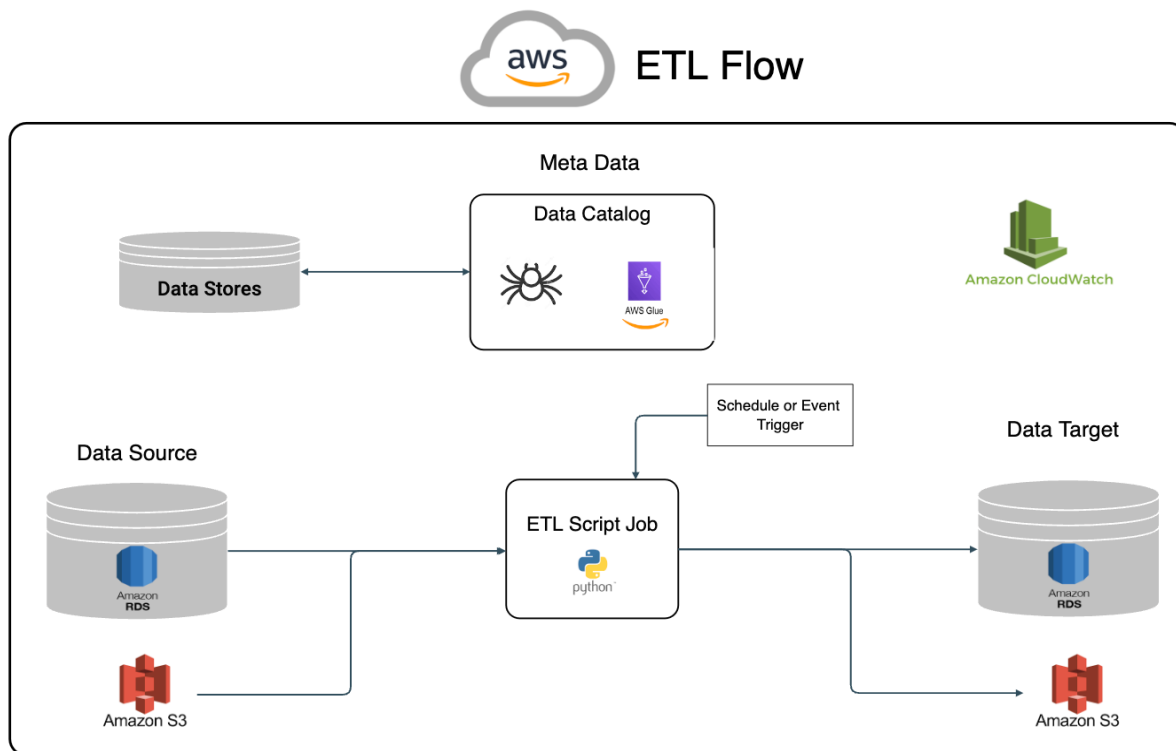 aws
ETL Flow
Meta Data
Data Catalog
AWS Glue
Data Stores
Amazon CloudWatch
Schedule or Event
Trigger
Data Source
Amazon
RDS
Amazon S3
ETL Script Job
python
Data Target
Amazon
RDS
Amazon S3